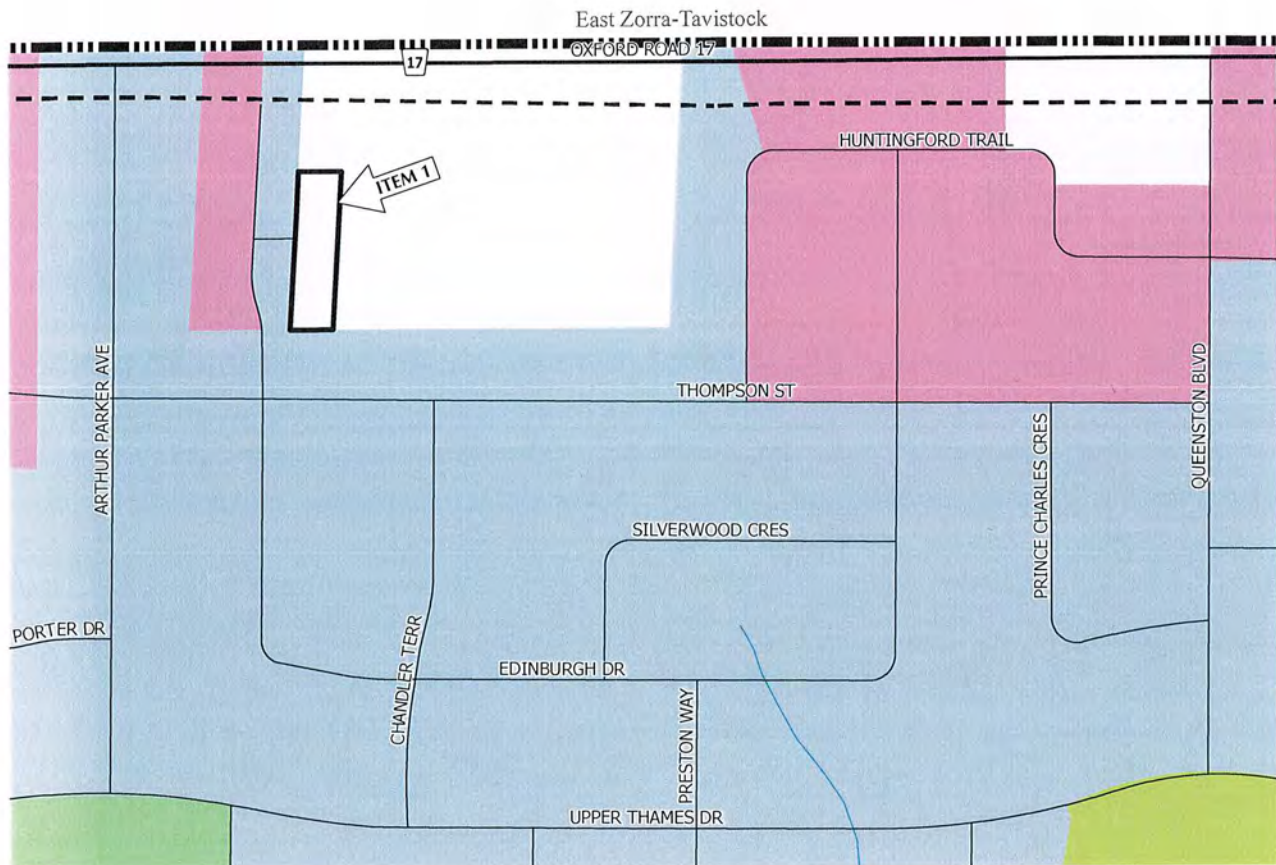 East Zorra-Tavistock
OXFORD ROAD 17
17
HUNTINGFORD TRAIL
ITEM 1
ARTHUR PARKER AVE
THOMPSON ST
QUEENSTON BLVD
PRINCE CHARLES CRES
SILVERWOOD CRES
PORTER DR
CHANDLER TERR
EDINBURGH DR
PRESTON WAY
UPPER THAMES DR